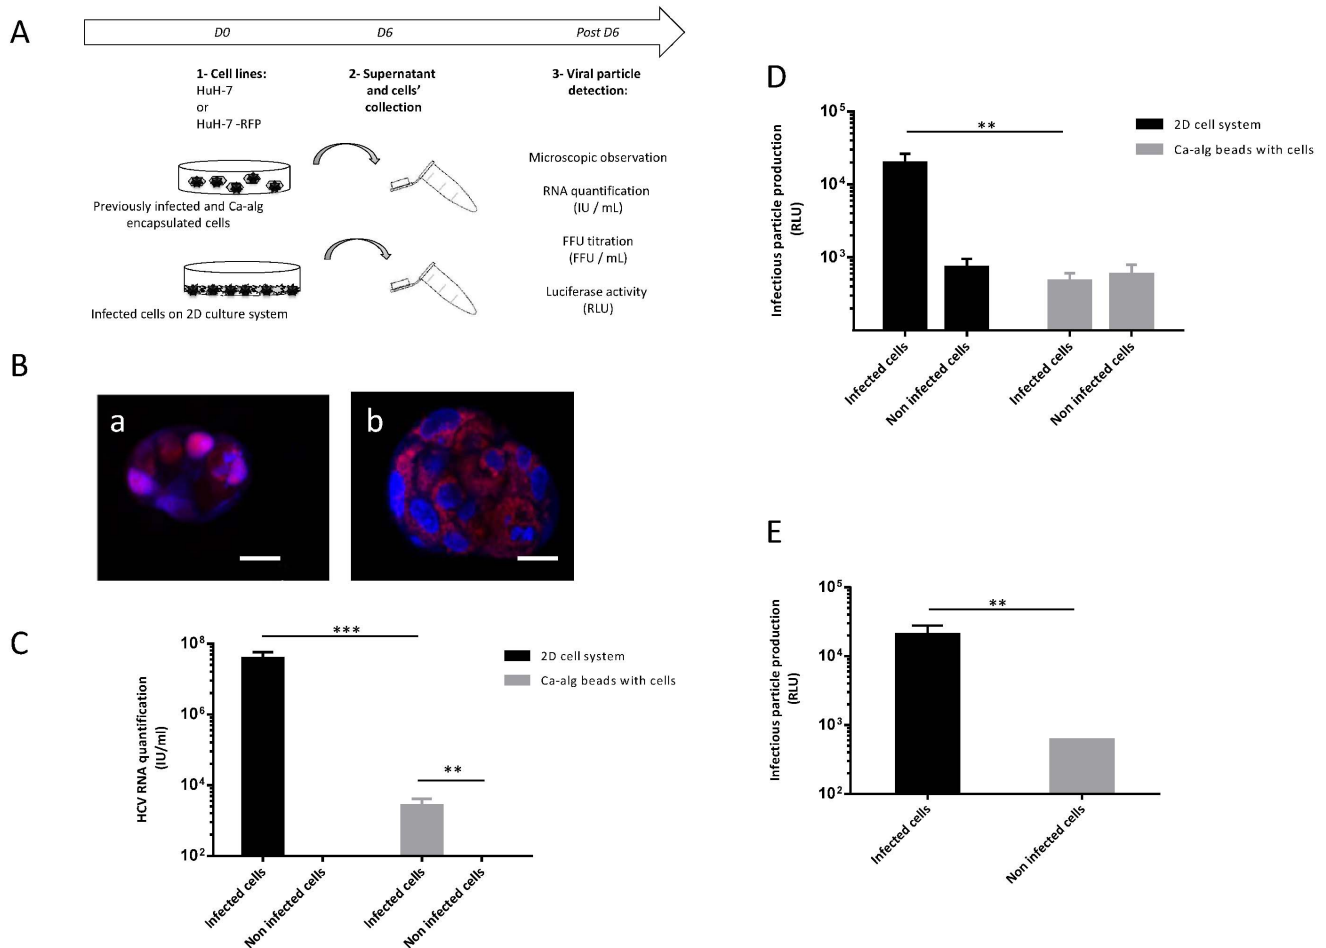 A
D0
D6
Post D6
1- Cell lines:
HuH-7
or
HuH-7 -RFP
2- Supernatant
and cells'
collection
3- Viral particle
detection:
Previously infected and Ca-alg
encapsulated cells
Infected cells on 2D culture system
Microscopic observation
RNA quantification
(IU / mL)
FFU titration
(FFU / mL)
Luciferase activity
(RLU)
B
a
b
C
HCV RNA quantification
(IU/ml)
10⁸
10⁶
10⁴
10²
***
**
2D cell system
Ca-alg beads with cells
Infected cells
Non infected cells
Infected cells
Non infected cells
D
Infectious particle production
(RLU)
10⁵
10⁴
10³
**
2D cell system
Ca-alg beads with cells
Infected cells
Non infected cells
Infected cells
Non infected cells
E
Infectious particle production
(RLU)
10⁵
10⁴
10³
10²
**
Infected cells
Non infected cells